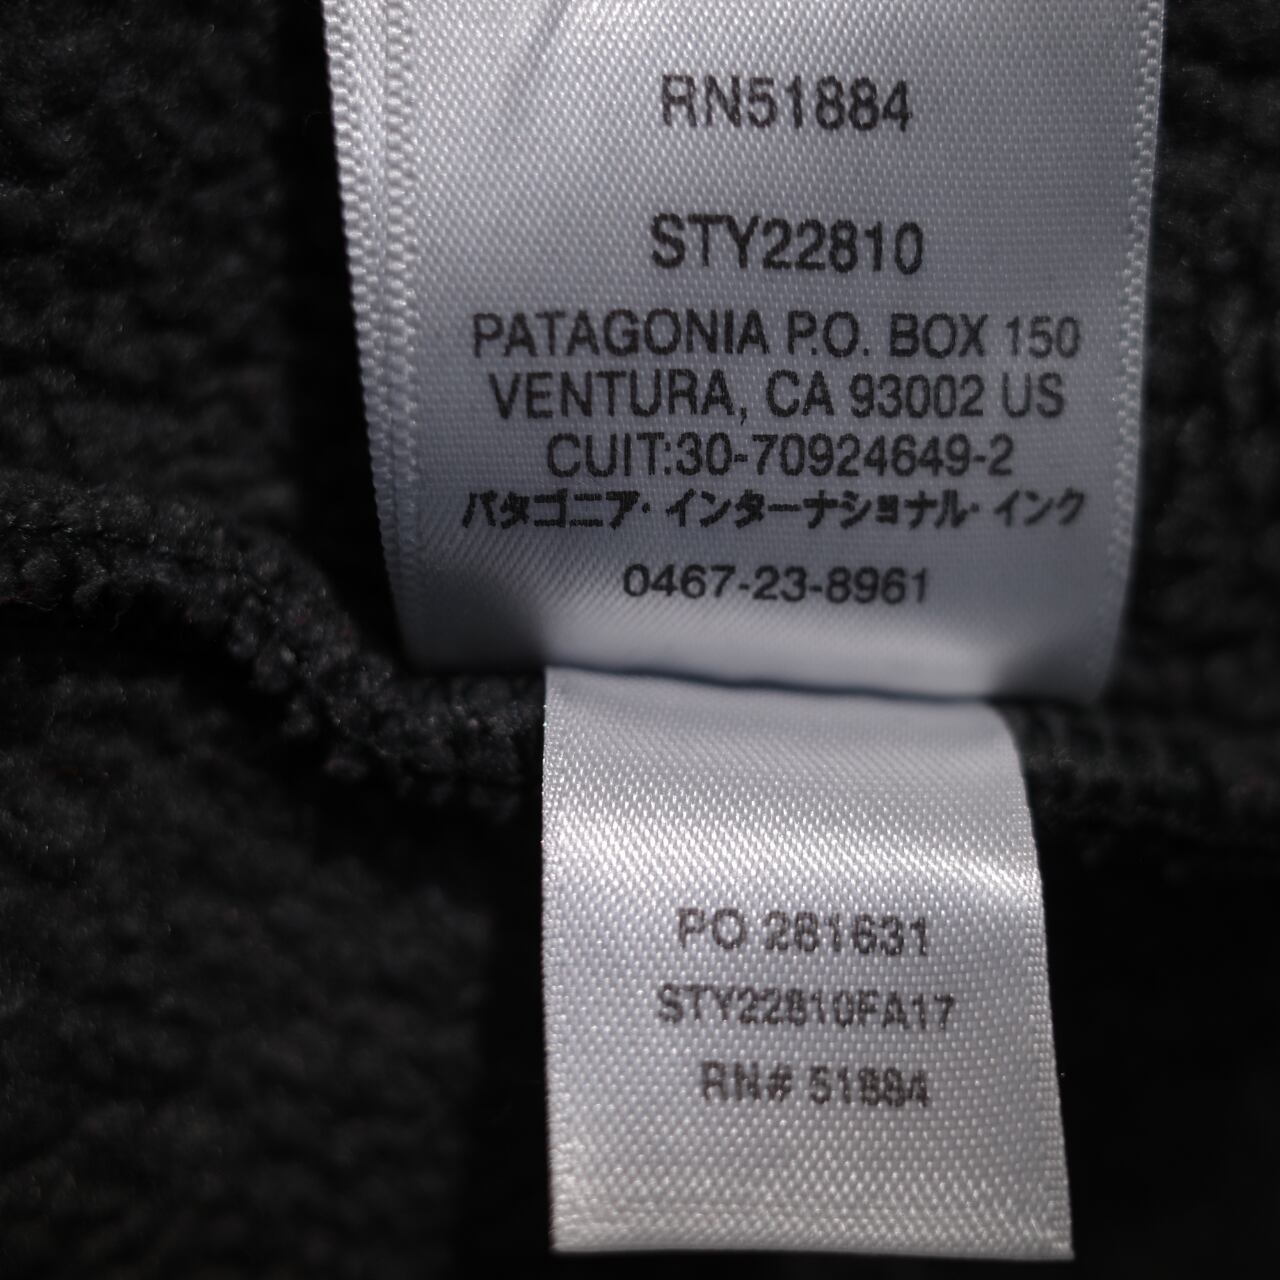 RN51884
STY22810
PATAGONIA P.O. BOX 150
VENTURA, CA 93002 US
CUIT:30-70924649-2
パタゴニア・インターナショナル・インク
0467-23-8961
PO 281631
STY22810FA17
RN# 51884